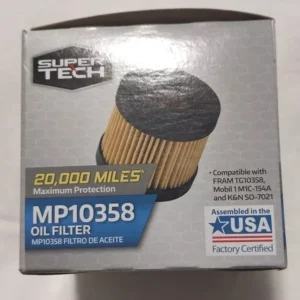 SUPER
TECH
20,000 MILES*
Maximum Protection
MP10358
OIL FILTER
MP10358 FILTRO DE ACEITE
• Compatible with
FRAM TG10358,
Mobil 1 M1C-154A
and K&N SO-7021
Assembled in the
USA
Factory Certified